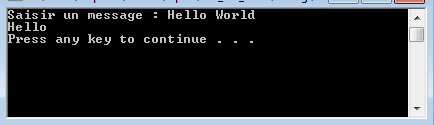 Saisir un message : Hello World
Hello
Press any key to continue . . .